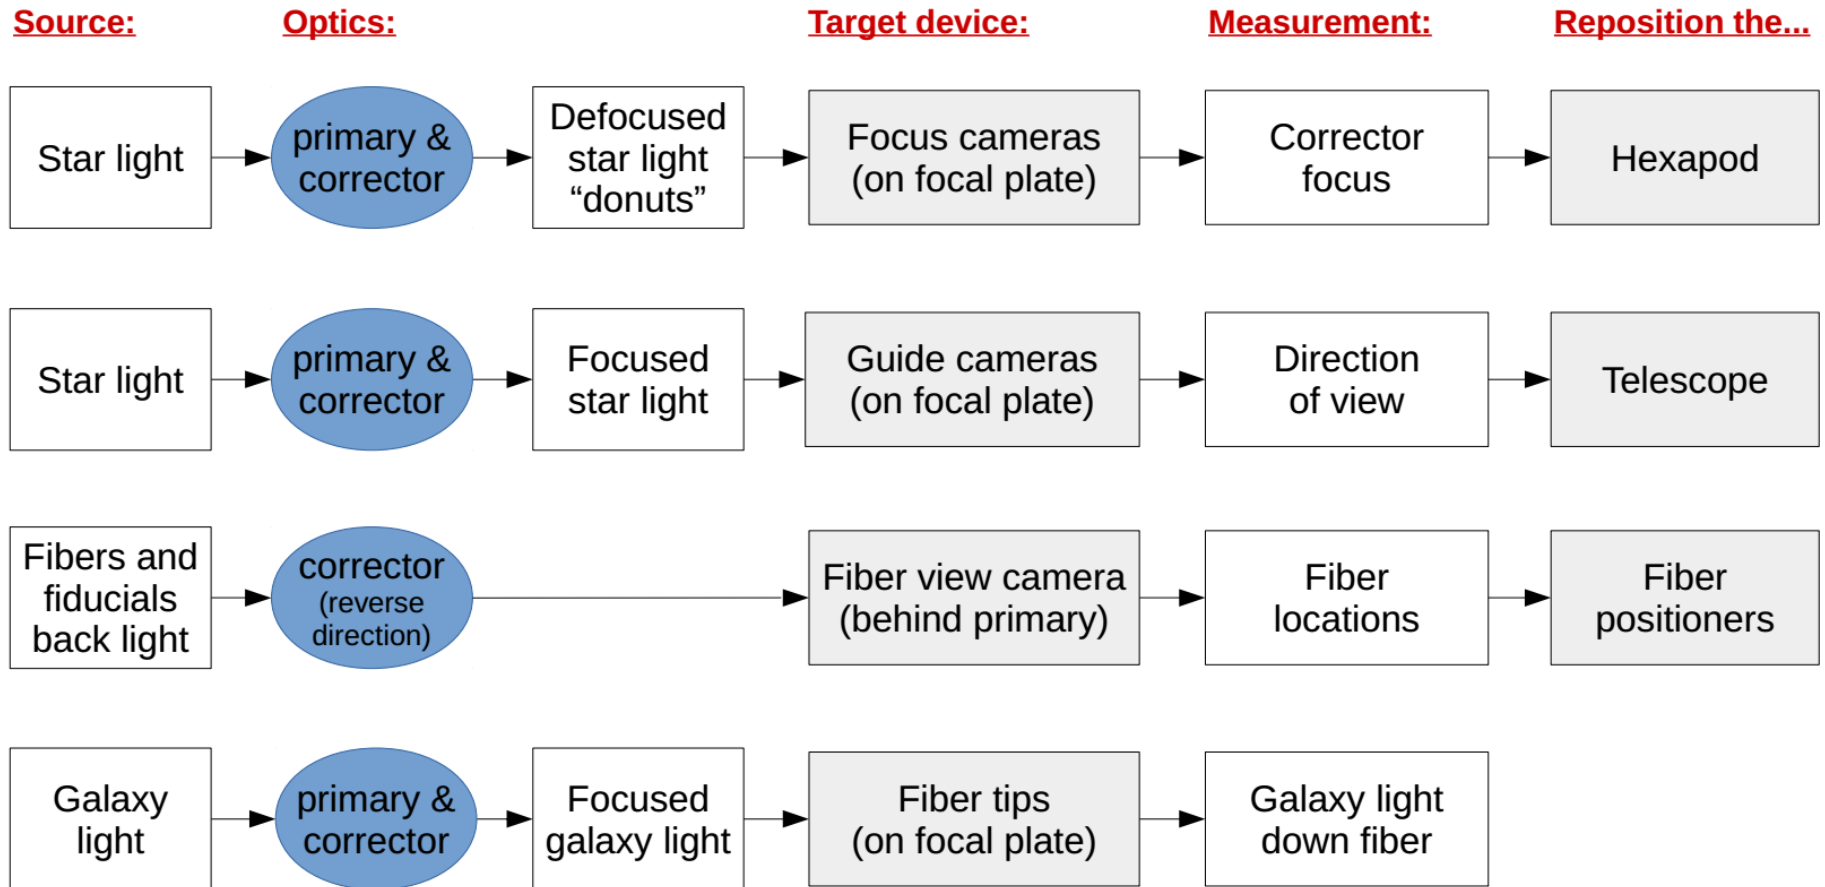 Source:
Optics:
Target device:
Measurement:
Reposition the...
Star light
primary &
corrector
Defocused
star light
“donuts”
Focus cameras
(on focal plate)
Corrector
focus
Hexapod
Star light
primary &
corrector
Focused
star light
Guide cameras
(on focal plate)
Direction
of view
Telescope
Fibers and
fiducials
back light
corrector
(reverse
direction)
Fiber view camera
(behind primary)
Fiber
locations
Fiber
positioners
Galaxy
light
primary &
corrector
Focused
galaxy light
Fiber tips
(on focal plate)
Galaxy light
down fiber